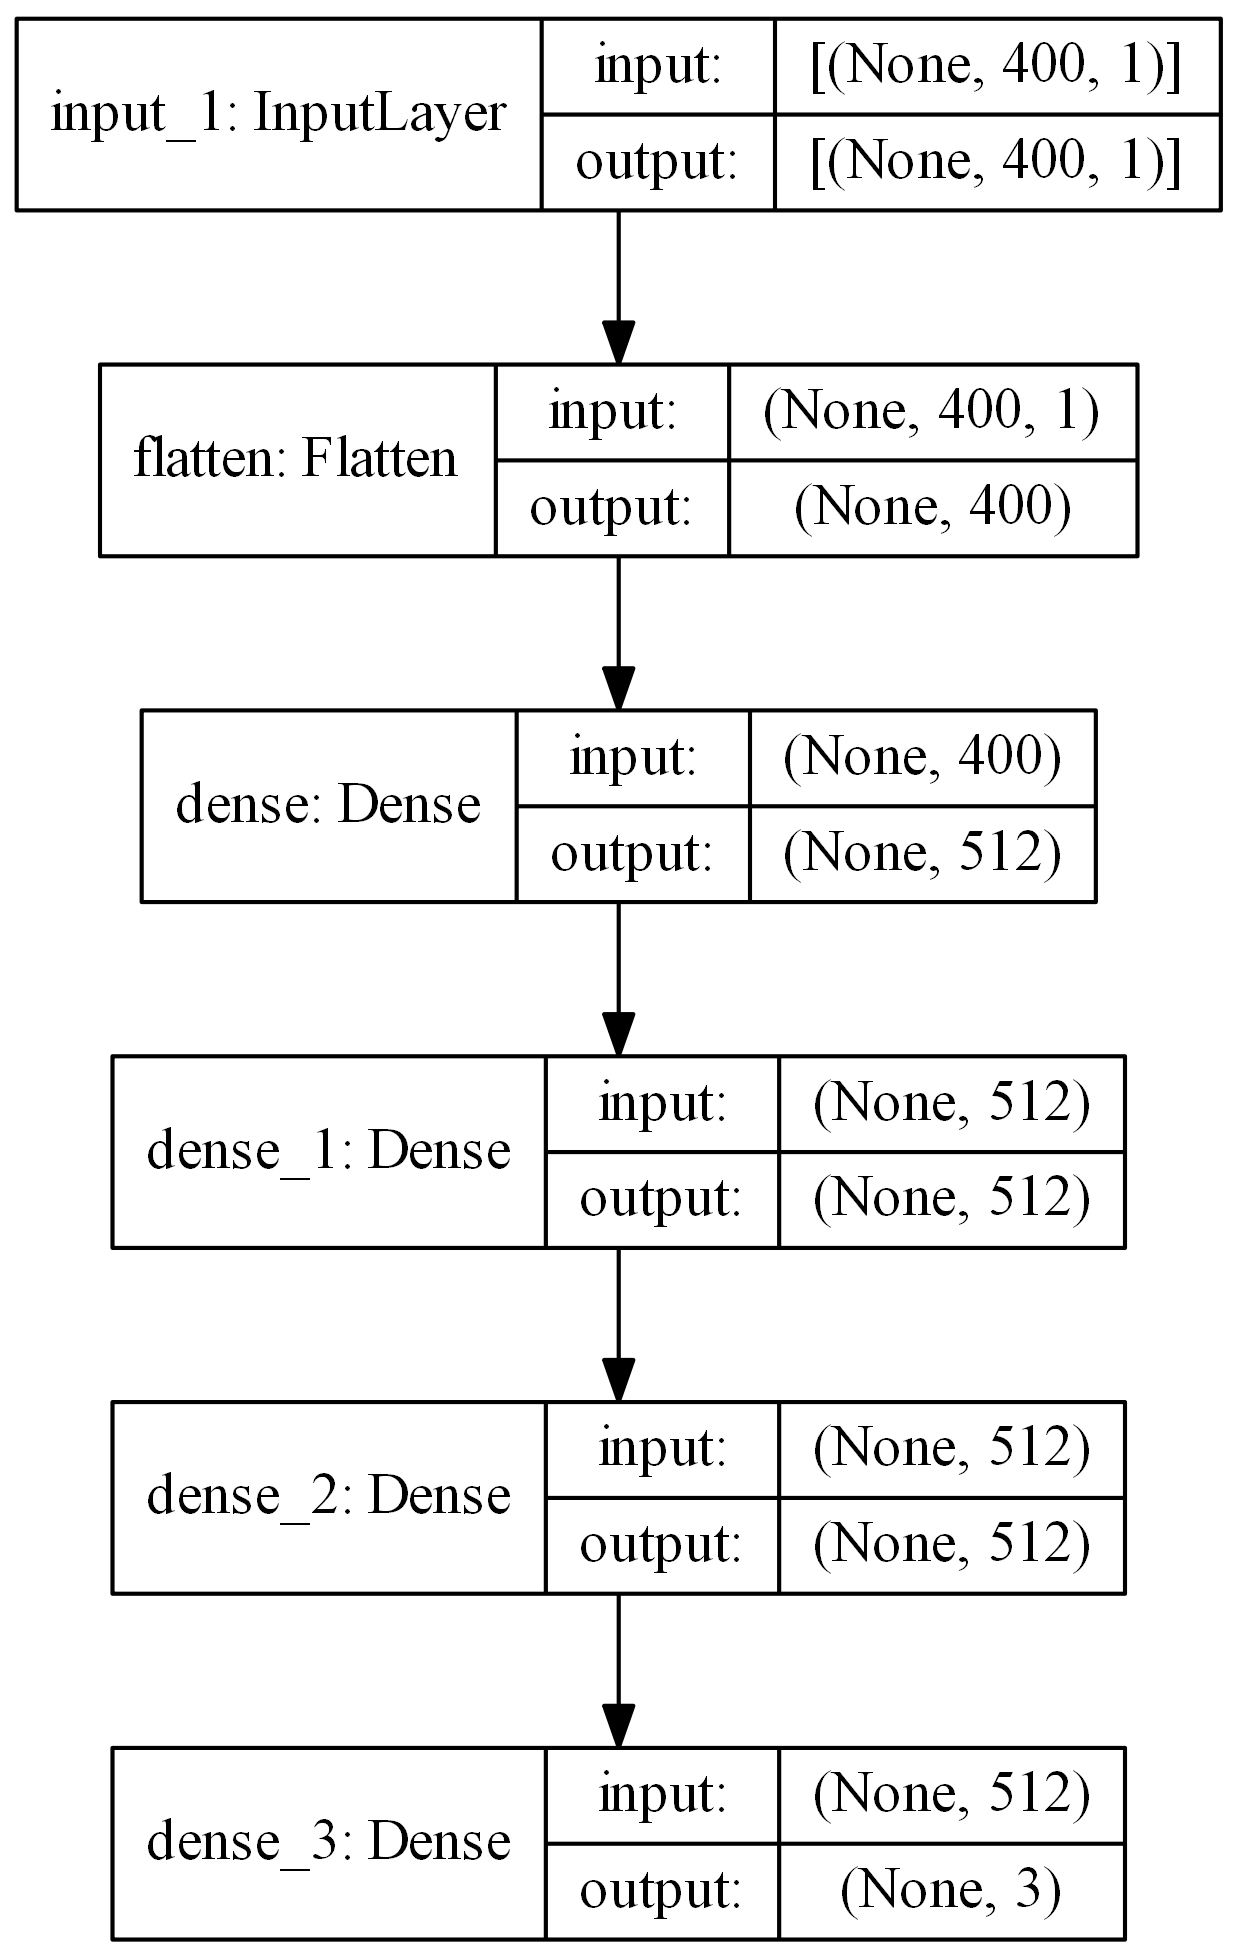 input_1: InputLayer
input:
[(None, 400, 1)]
output:
[(None, 400, 1)]
flatten: Flatten
input:
(None, 400, 1)
output:
(None, 400)
dense: Dense
input:
(None, 400)
output:
(None, 512)
dense_1: Dense
input:
(None, 512)
output:
(None, 512)
dense_2: Dense
input:
(None, 512)
output:
(None, 512)
dense_3: Dense
input:
(None, 512)
output:
(None, 3)